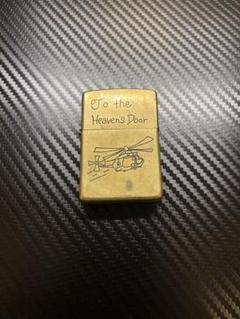 To the
Heaven's Door